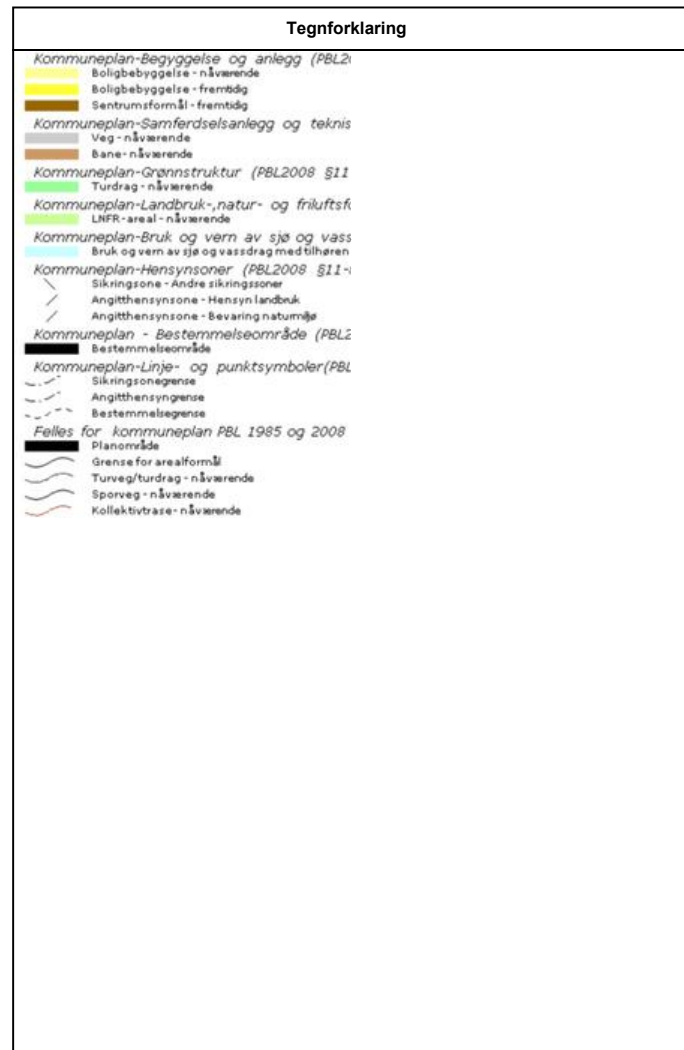 Tegnforklaring
Kommuneplan-Begyggelse og anlegg (PBL20
Boligbebyggelse - nåværende
Boligbebyggelse - fremtidig
Sentrumsformål - fremtidig
Kommuneplan-Samferdselsanlegg og teknis
Veg - nåværende
Bane - nåværende
Kommuneplan-Grønnstruktur (PBL2008 §11
Turdrag - nåværende
Kommuneplan-Landbruk-,natur- og friluftsfo
LNFR-areal - nåværende
Kommuneplan-Bruk og vern av sjø og vass
Bruk og vern av sjø og vassdrag med tilhøren
Kommuneplan-Hensynsoner (PBL2008 §11-
Sikringsone - Andre sikringssoner
Angitthensynsone - Hensyn landbruk
Angitthensynsone - Bevaring naturmiljø
Kommuneplan - Bestemmelseområde (PBL2
Bestemmelseområde
Kommuneplan-Linje- og punktsymboler(PBL
Sikringsonegrense
Angitthensyngrense
Bestemmelsegrense
Felles for kommuneplan PBL 1985 og 2008
Planområde
Grense for arealformål
Turveg/turdrag - nåværende
Sporveg - nåværende
Kollektivtrase - nåværende